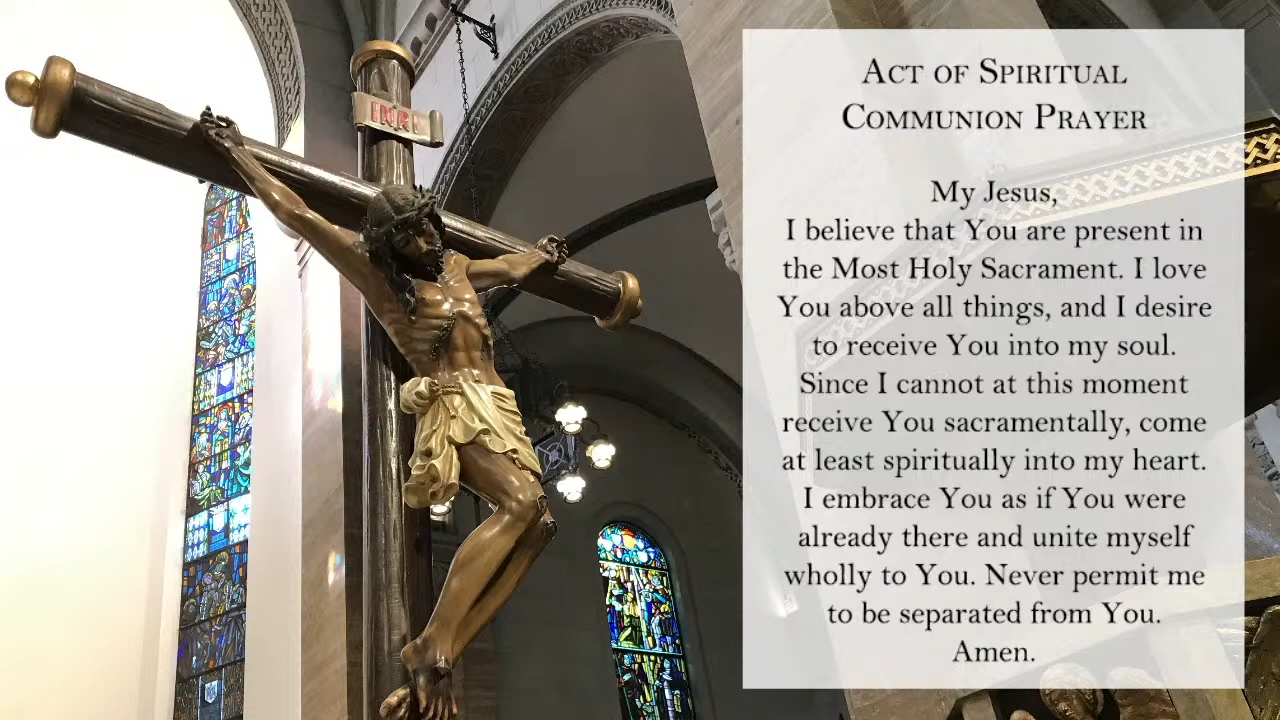 INRI
ACT OF SPIRITUAL
COMMUNION PRAYER
My Jesus,
I believe that You are present in
the Most Holy Sacrament. I love
You above all things, and I desire
to receive You into my soul.
Since I cannot at this moment
receive You sacramentally, come
at least spiritually into my heart.
I embrace You as if You were
already there and unite myself
wholly to You. Never permit me
to be separated from You.
Amen.